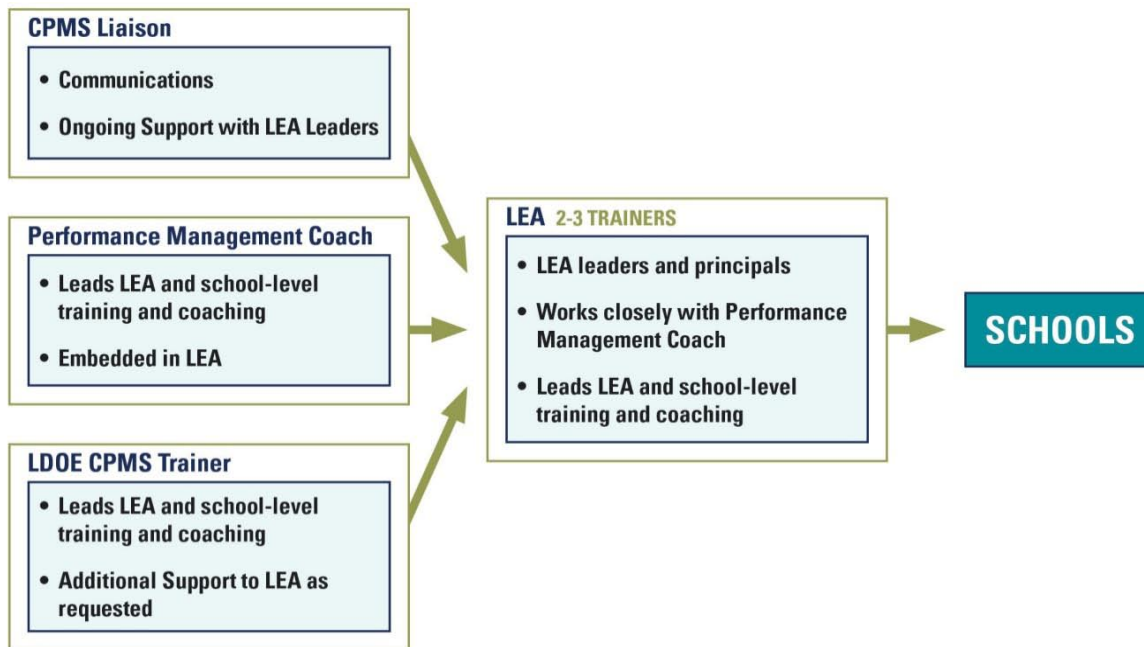 CPMS Liaison
• Communications
• Ongoing Support with LEA Leaders
Performance Management Coach
• Leads LEA and school-level
training and coaching
• Embedded in LEA
LDOE CPMS Trainer
• Leads LEA and school-level
training and coaching
• Additional Support to LEA as
requested
LEA 2-3 TRAINERS
• LEA leaders and principals
• Works closely with Performance
Management Coach
• Leads LEA and school-level
training and coaching
SCHOOLS